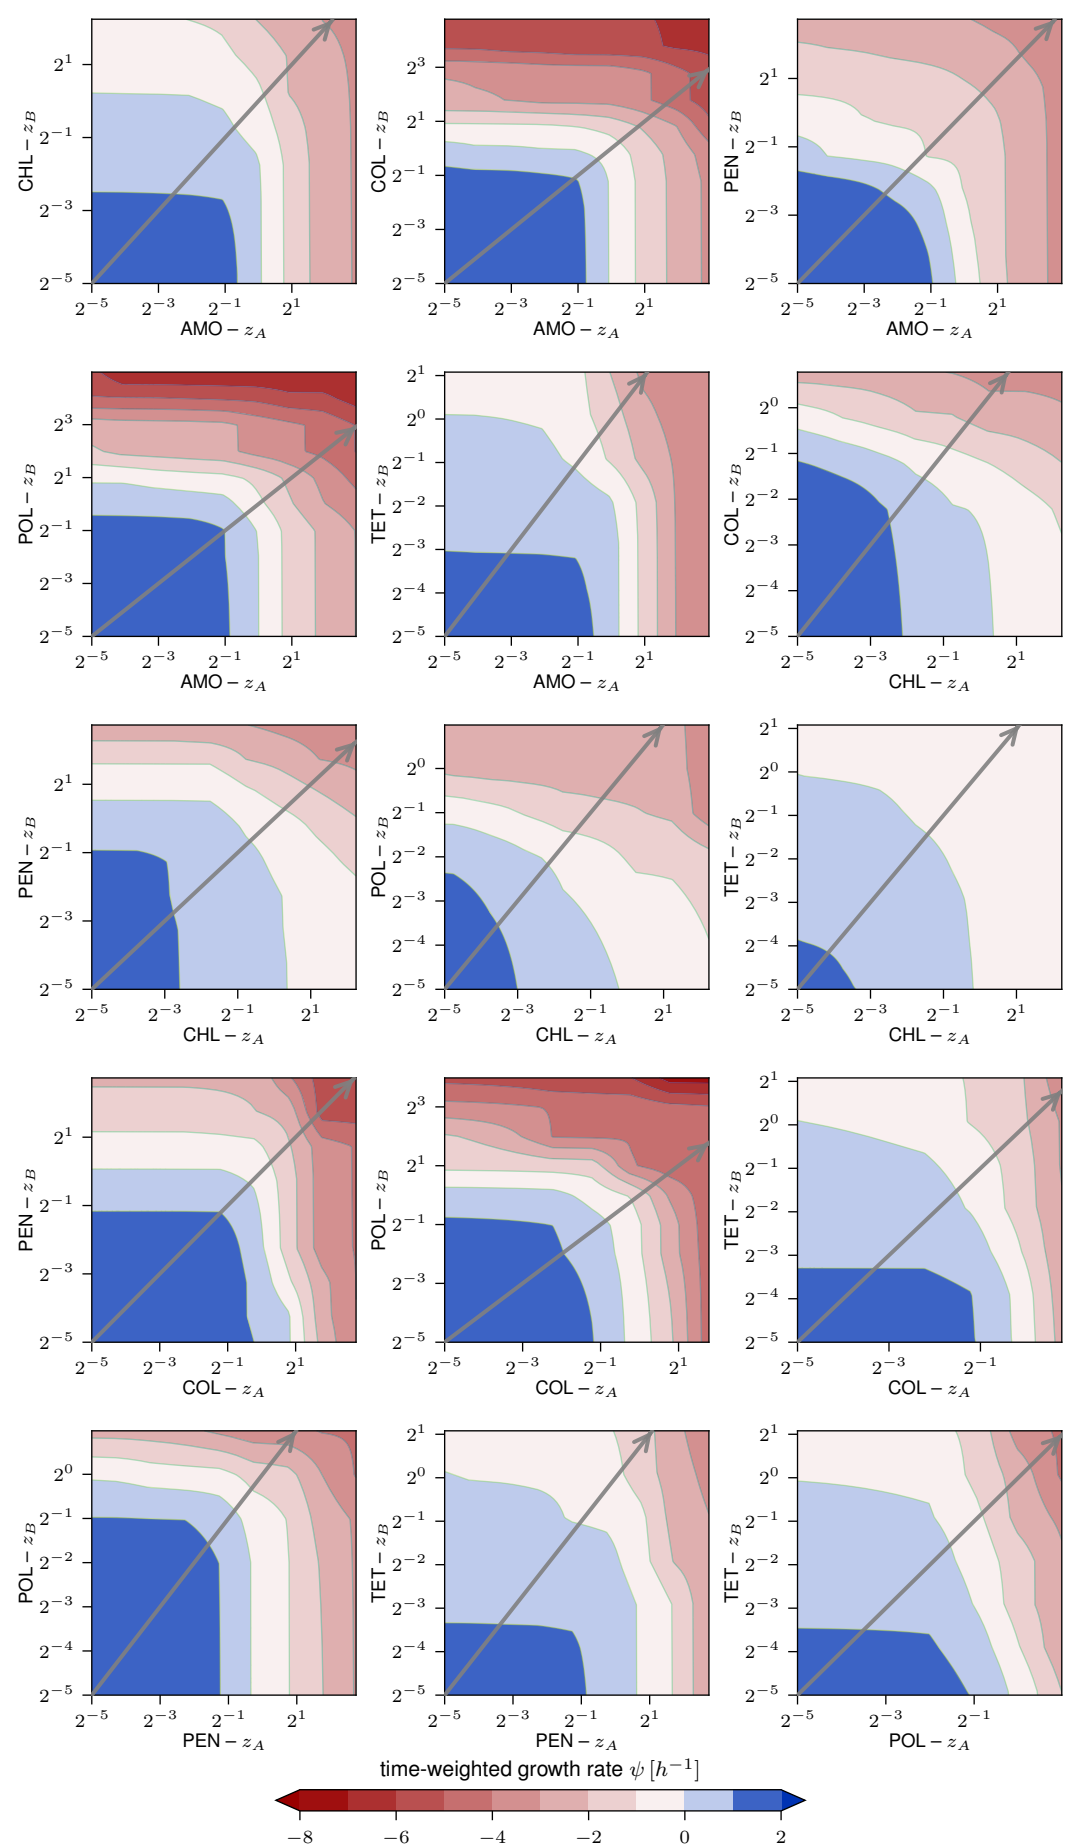 CHL – z_B
2^1
2^−1
2^−3
2^−5
2^−5 2^−3 2^−1 2^1
AMO – z_A
COL – z_B
2^3
2^1
2^−1
2^−3
2^−5
2^−5 2^−3 2^−1 2^1
AMO – z_A
PEN – z_B
2^1
2^−1
2^−3
2^−5
2^−5 2^−3 2^−1 2^1
AMO – z_A
POL – z_B
2^3
2^1
2^−1
2^−3
2^−5
2^−5 2^−3 2^−1 2^1
AMO – z_A
TET – z_B
2^1
2^0
2^−1
2^−2
2^−3
2^−4
2^−5
2^−5 2^−3 2^−1 2^1
AMO – z_A
COL – z_B
2^0
2^−1
2^−2
2^−3
2^−4
2^−5
2^−5 2^−3 2^−1 2^1
CHL – z_A
PEN – z_B
2^1
2^−1
2^−3
2^−5
2^−5 2^−3 2^−1 2^1
CHL – z_A
POL – z_B
2^0
2^−1
2^−2
2^−3
2^−4
2^−5
2^−5 2^−3 2^−1 2^1
CHL – z_A
TET – z_B
2^1
2^0
2^−1
2^−2
2^−3
2^−4
2^−5
2^−5 2^−3 2^−1 2^1
CHL – z_A
PEN – z_B
2^1
2^−1
2^−3
2^−5
2^−5 2^−3 2^−1 2^1
COL – z_A
POL – z_B
2^3
2^1
2^−1
2^−3
2^−5
2^−5 2^−3 2^−1 2^1
COL – z_A
TET – z_B
2^1
2^0
2^−1
2^−2
2^−3
2^−4
2^−5
2^−5 2^−3 2^−1
COL – z_A
POL – z_B
2^0
2^−1
2^−2
2^−3
2^−4
2^−5
2^−5 2^−3 2^−1 2^1
PEN – z_A
TET – z_B
2^1
2^0
2^−1
2^−2
2^−3
2^−4
2^−5
2^−5 2^−3 2^−1 2^1
PEN – z_A
TET – z_B
2^1
2^0
2^−1
2^−2
2^−3
2^−4
2^−5
2^−5 2^−3 2^−1
POL – z_A
time-weighted growth rate ψ [h^−1]
−8 −6 −4 −2 0 2